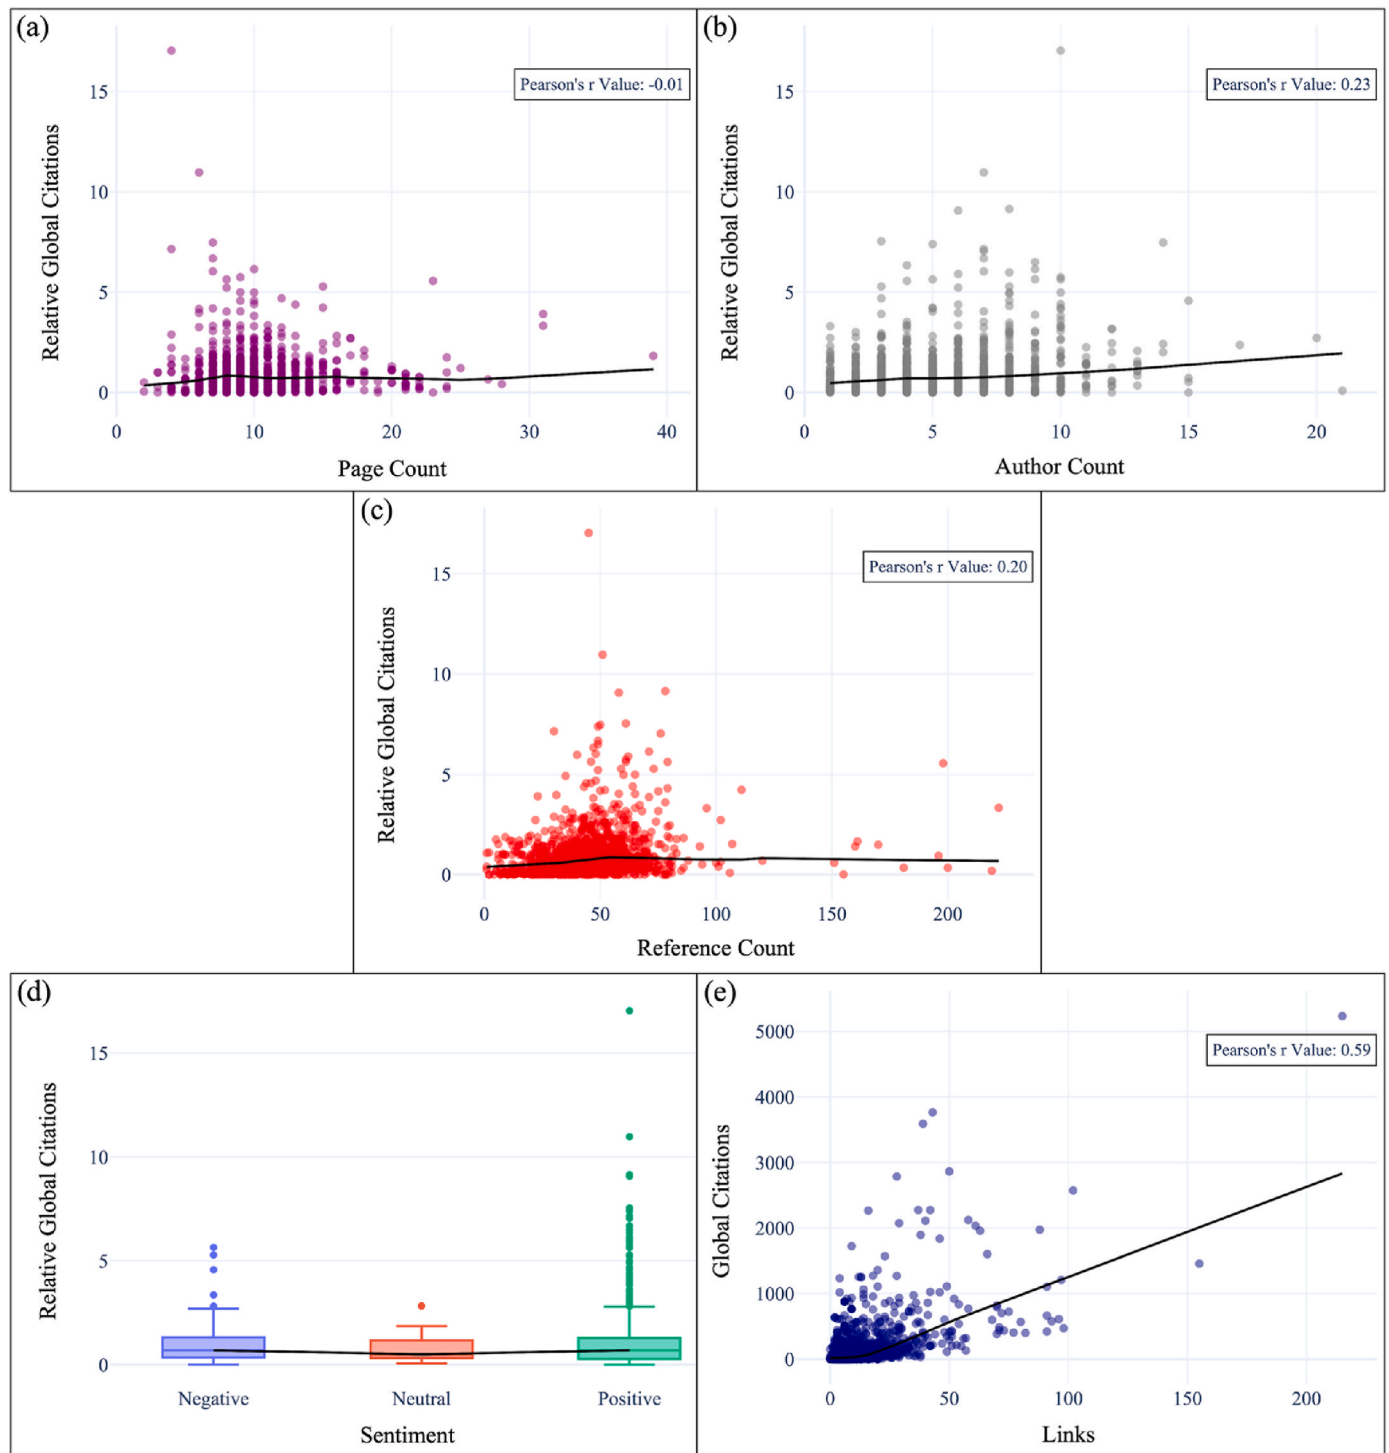 (a)
Pearson's r Value: -0.01
Relative Global Citations
15
10
5
0
0 10 20 30 40
Page Count
(b)
Pearson's r Value: 0.23
Relative Global Citations
15
10
5
0
0 5 10 15 20
Author Count
(c)
Pearson's r Value: 0.20
Relative Global Citations
15
10
5
0
0 50 100 150 200
Reference Count
(d)
Relative Global Citations
15
10
5
0
Negative Neutral Positive
Sentiment
(e)
Pearson's r Value: 0.59
Global Citations
5000
4000
3000
2000
1000
0
0 50 100 150 200
Links